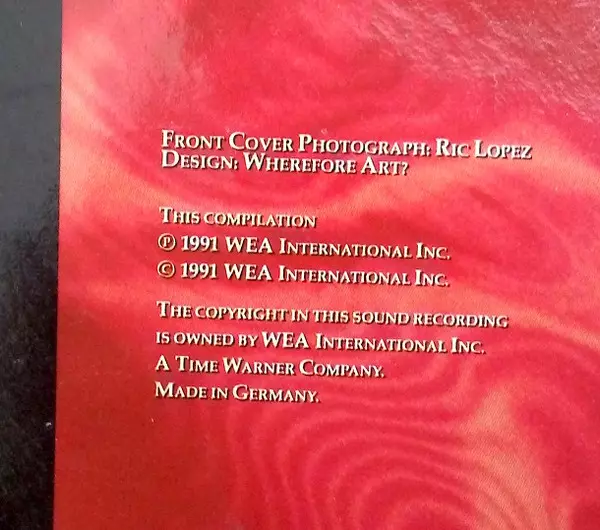 Front Cover Photograph: Ric Lopez
Design: Wherefore Art?
This compilation
℗ 1991 WEA International Inc.
© 1991 WEA International Inc.
The copyright in this sound recording
is owned by WEA International Inc.
A Time Warner Company.
Made in Germany.